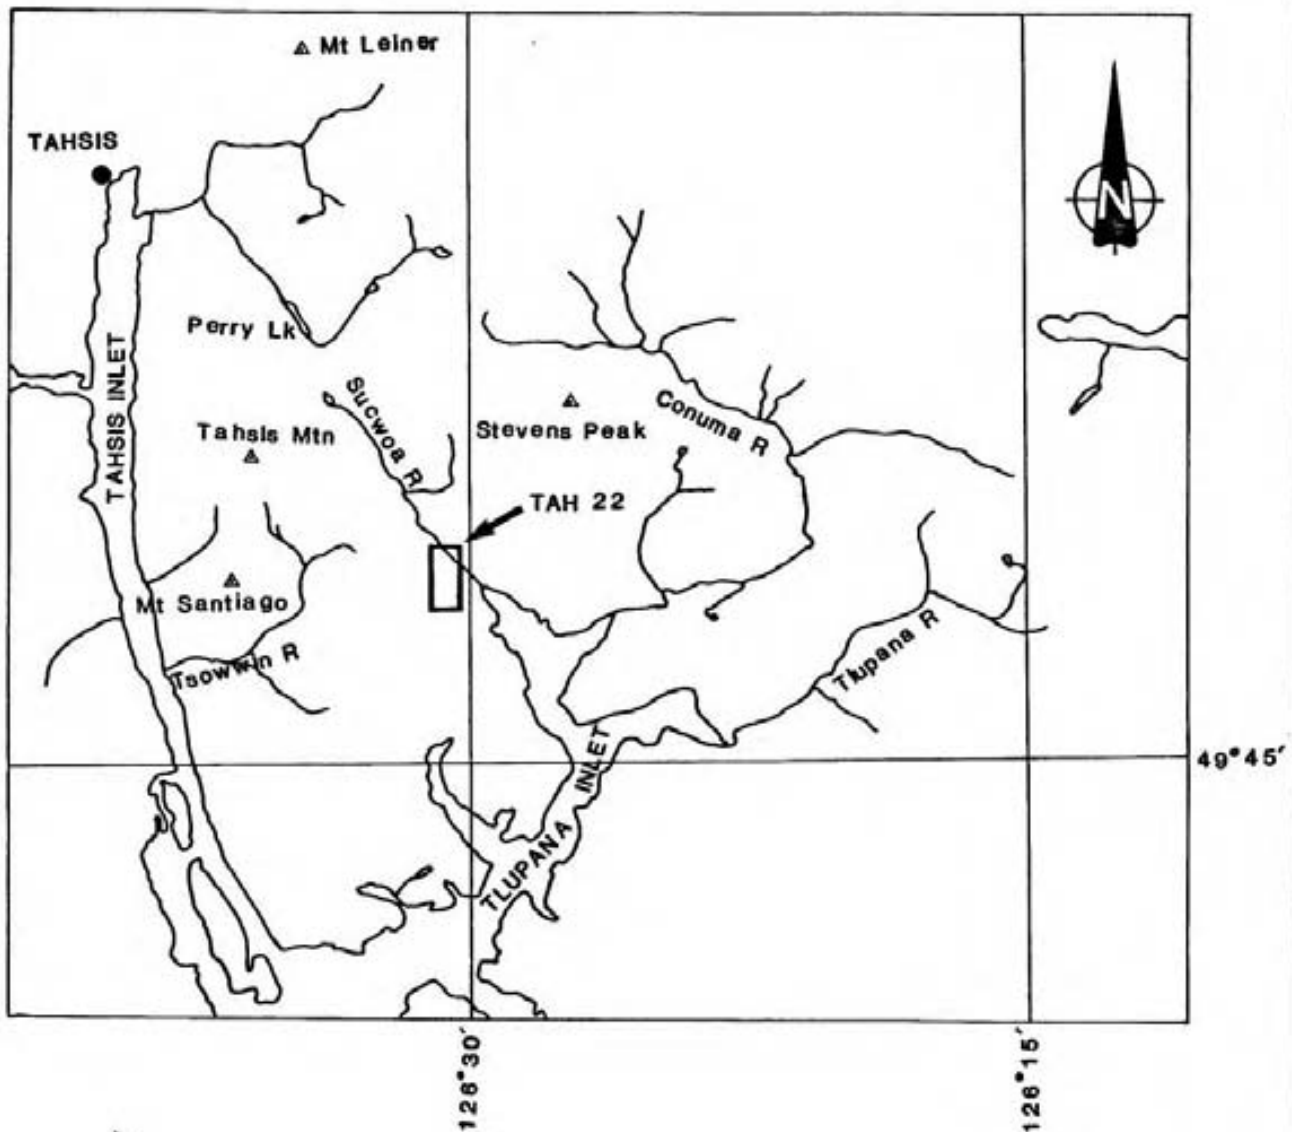 Mt Leiner
TAHSIS
N
Perry Lk
TAHSIS INLET
Sucwoa R
Tahsis Mtn
Stevens Peak
Conuma R
TAH 22
Mt Santiago
Tsowwin R
Tlupana R
49°45'
TLUPANA INLET
126°30'
126°15'